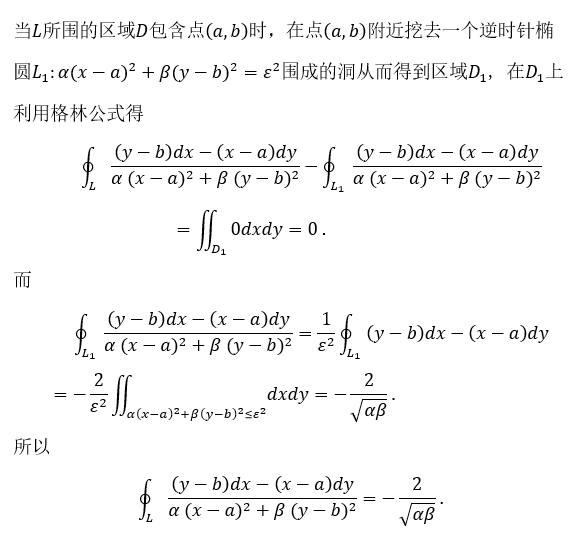 当L所围的区域D包含点(a, b)时，在点(a, b)附近挖去一个逆时针椭
圆L₁: α(x − a)² + β(y − b)² = ε²围成的洞从而得到区域D₁，在D₁上
利用格林公式得
∮_L ((y − b)dx − (x − a)dy)/(α (x − a)² + β (y − b)²) − ∮_{L₁} ((y − b)dx − (x − a)dy)/(α (x − a)² + β (y − b)²)
= ∬_{D₁} 0dxdy = 0 .
而
∮_{L₁} ((y − b)dx − (x − a)dy)/(α (x − a)² + β (y − b)²) = 1/ε² ∮_{L₁} (y − b)dx − (x − a)dy
= − 2/ε² ∬_{α(x−a)²+β(y−b)²≤ε²} dxdy = − 2/√(αβ) .
所以
∮_L ((y − b)dx − (x − a)dy)/(α (x − a)² + β (y − b)²) = − 2/√(αβ) .